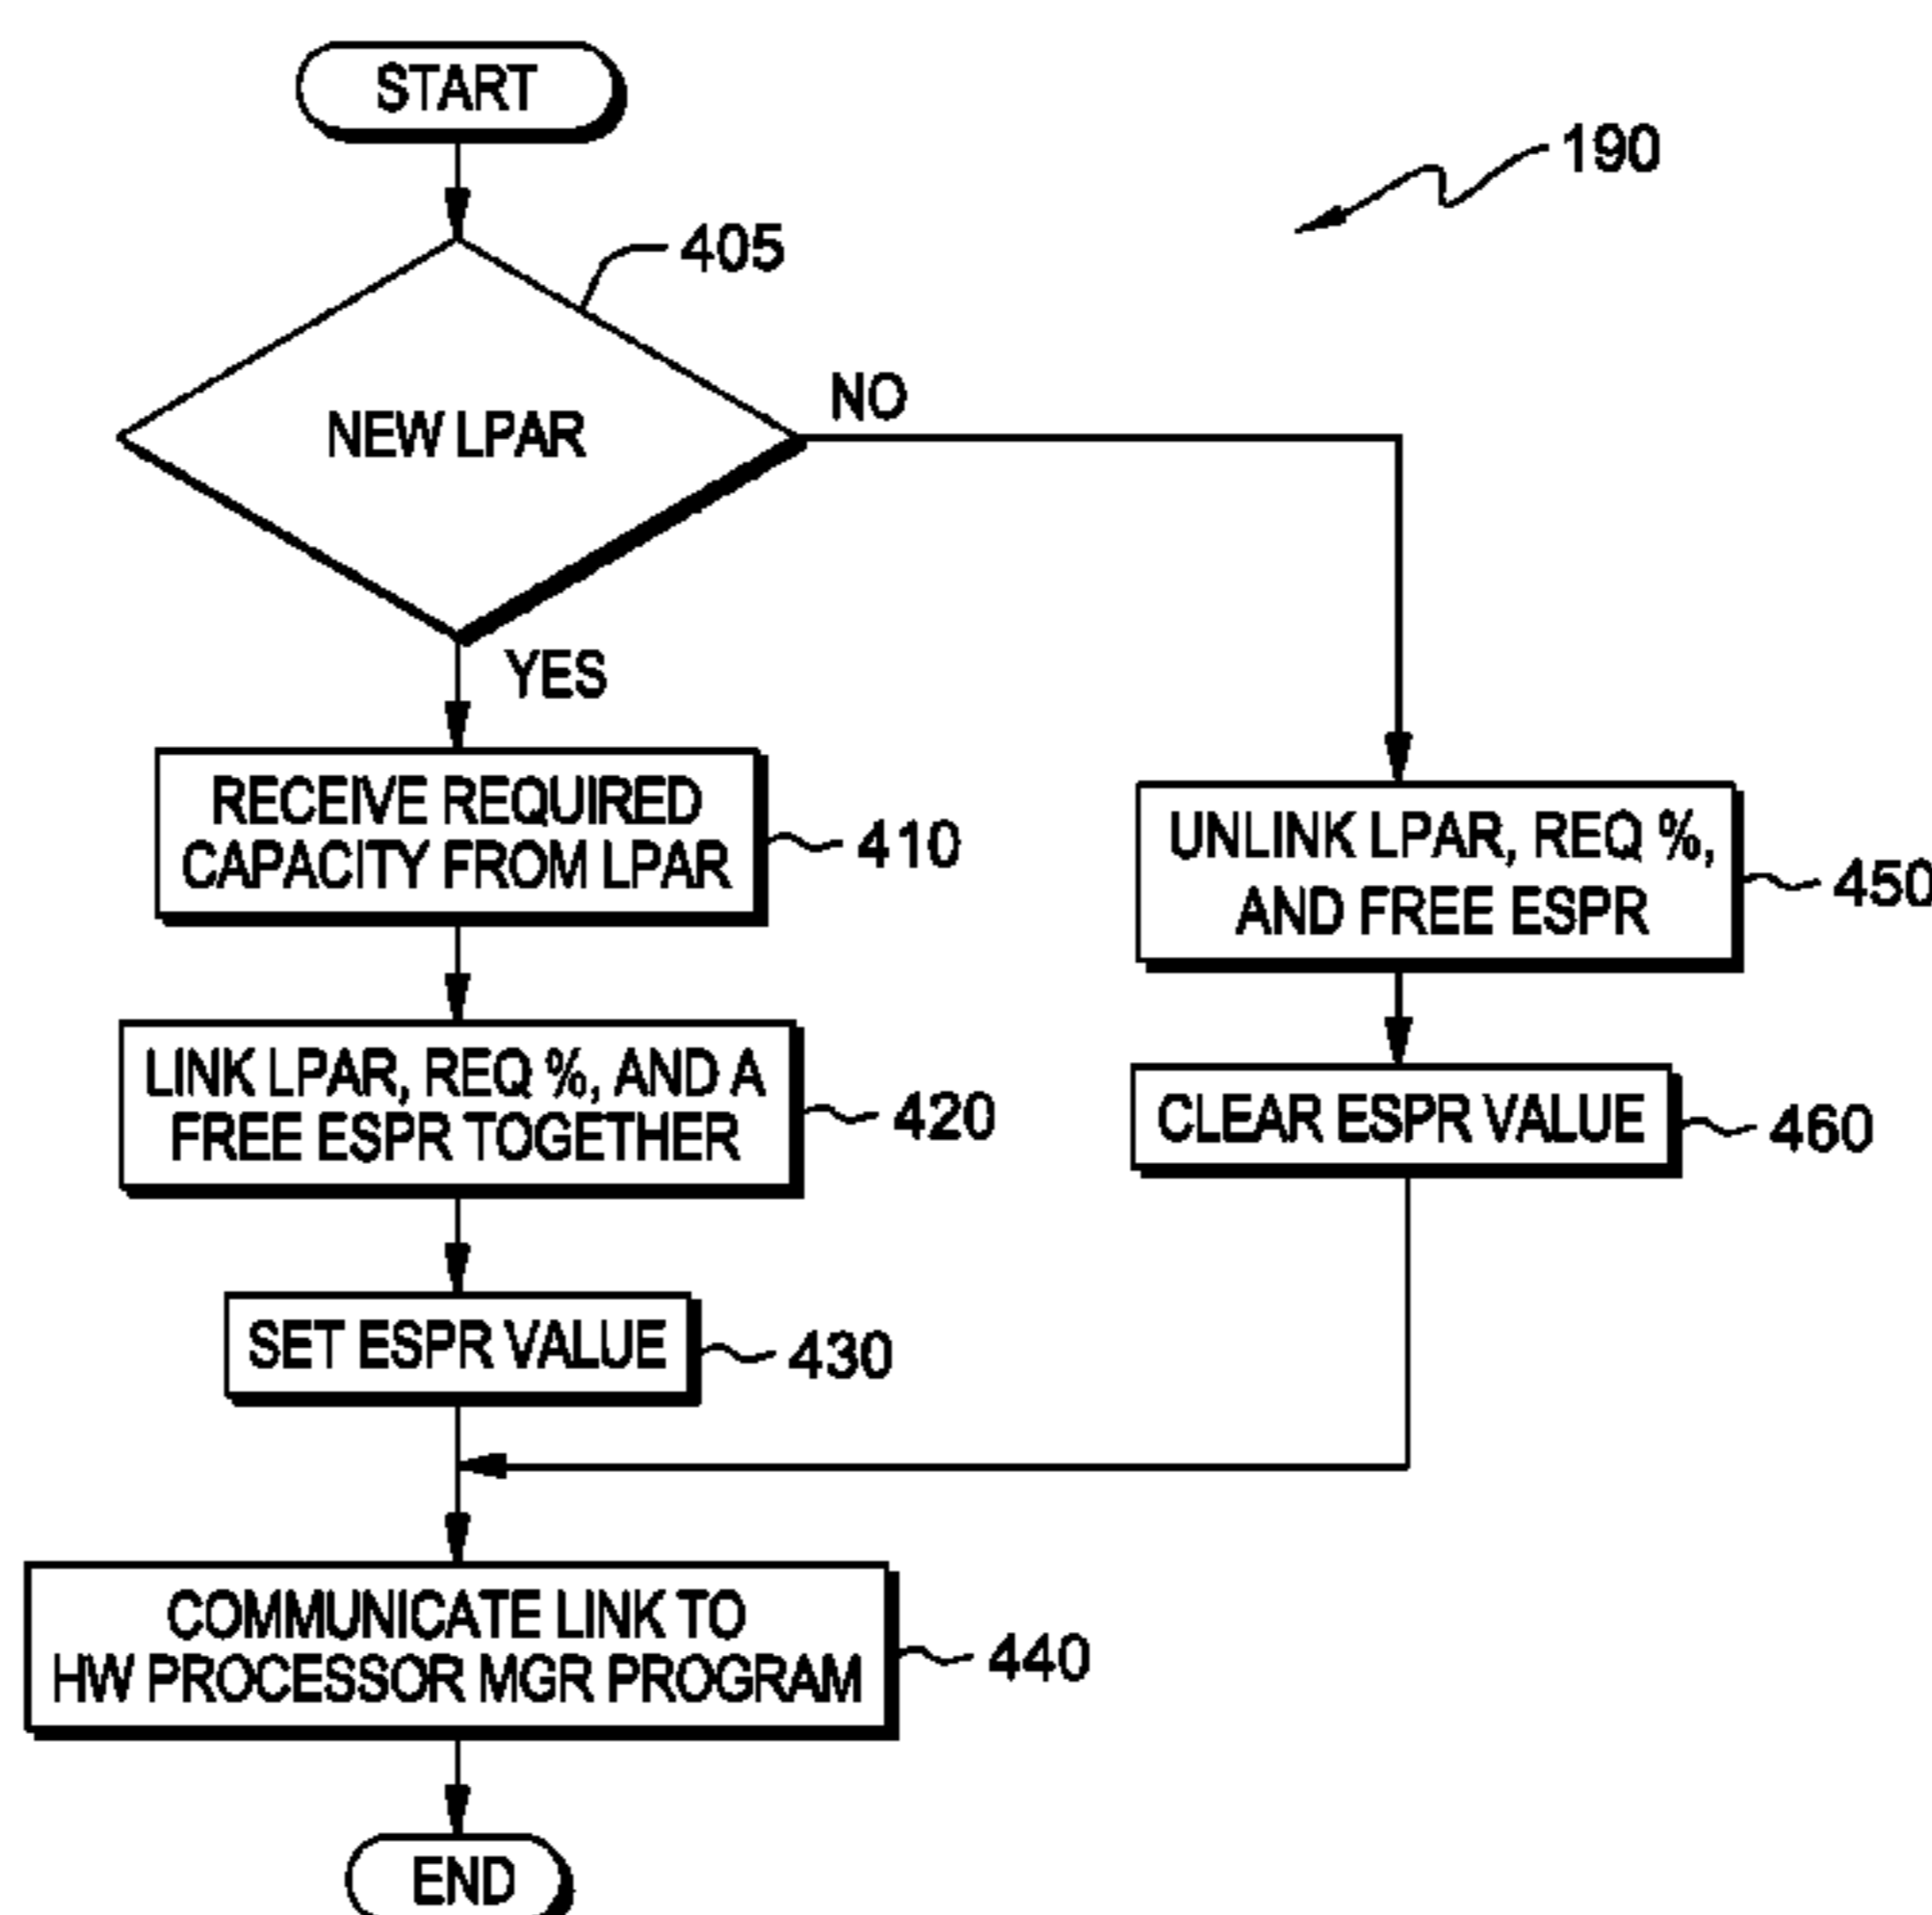 START
190
405
NEW LPAR
NO
YES
RECEIVE REQUIRED
CAPACITY FROM LPAR
410
UNLINK LPAR, REQ %,
AND FREE ESPR
450
LINK LPAR, REQ %, AND A
FREE ESPR TOGETHER
420
CLEAR ESPR VALUE
460
SET ESPR VALUE
430
COMMUNICATE LINK TO
HW PROCESSOR MGR PROGRAM
440
END